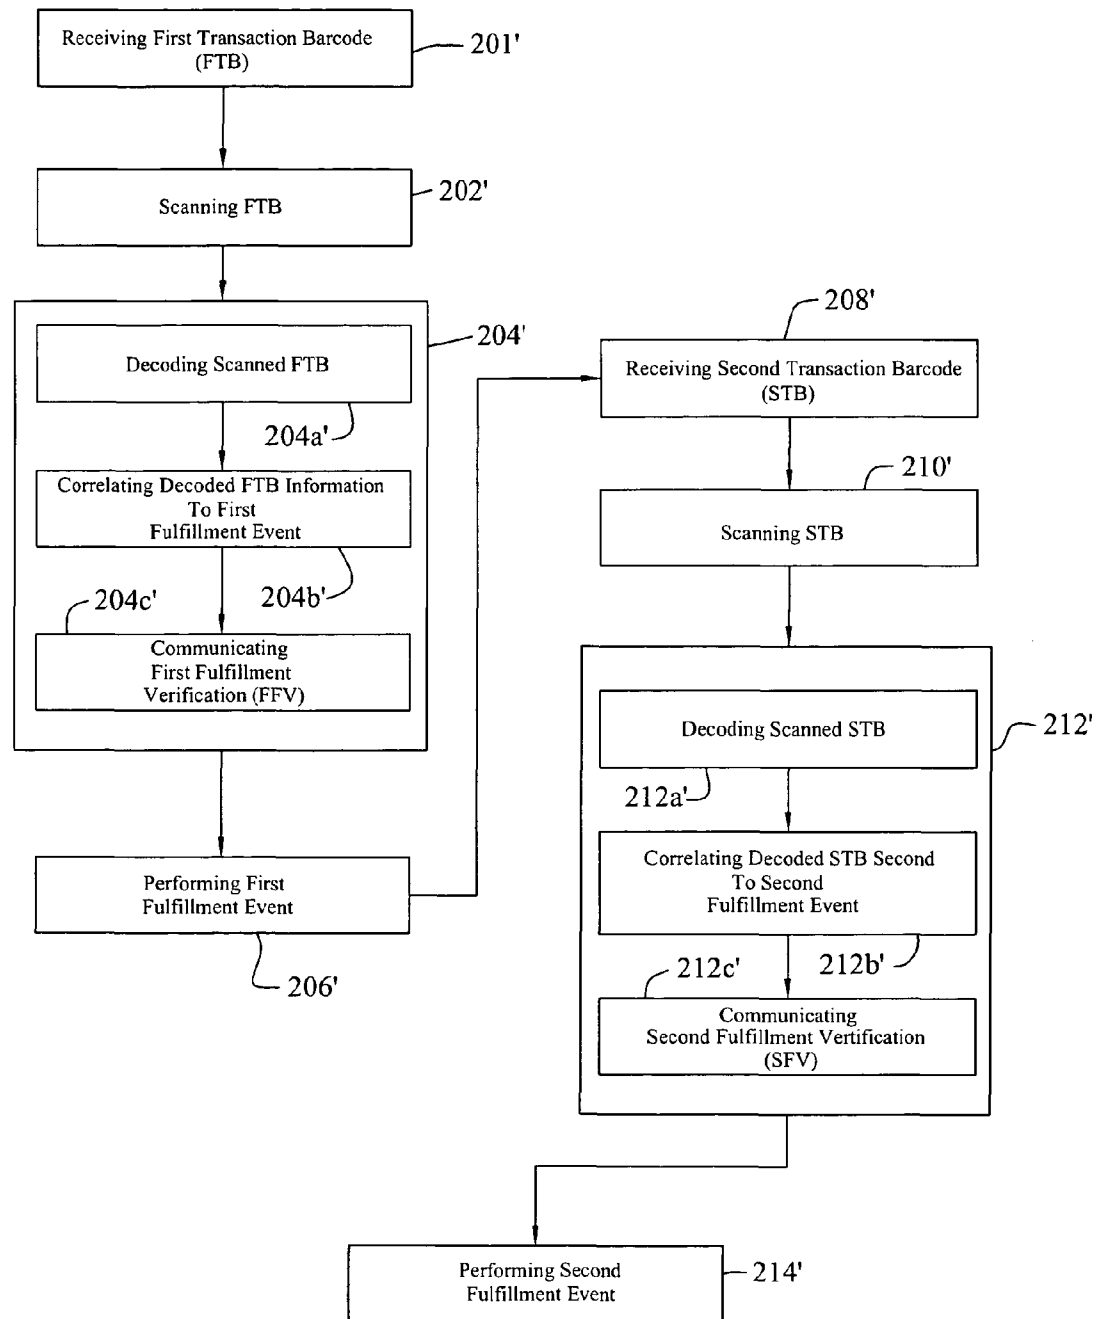 Receiving First Transaction Barcode
(FTB)
201'
Scanning FTB
202'
204'
Decoding Scanned FTB
204a'
Correlating Decoded FTB Information
To First
Fulfillment Event
204b'
204c'
Communicating
First Fulfillment
Verification (FFV)
Performing First
Fulfillment Event
206'
208'
Receiving Second Transaction Barcode
(STB)
210'
Scanning STB
212'
Decoding Scanned STB
212a'
Correlating Decoded STB Second
To Second
Fulfillment Event
212b'
212c'
Communicating
Second Fulfillment Vertification
(SFV)
Performing Second
Fulfillment Event
214'